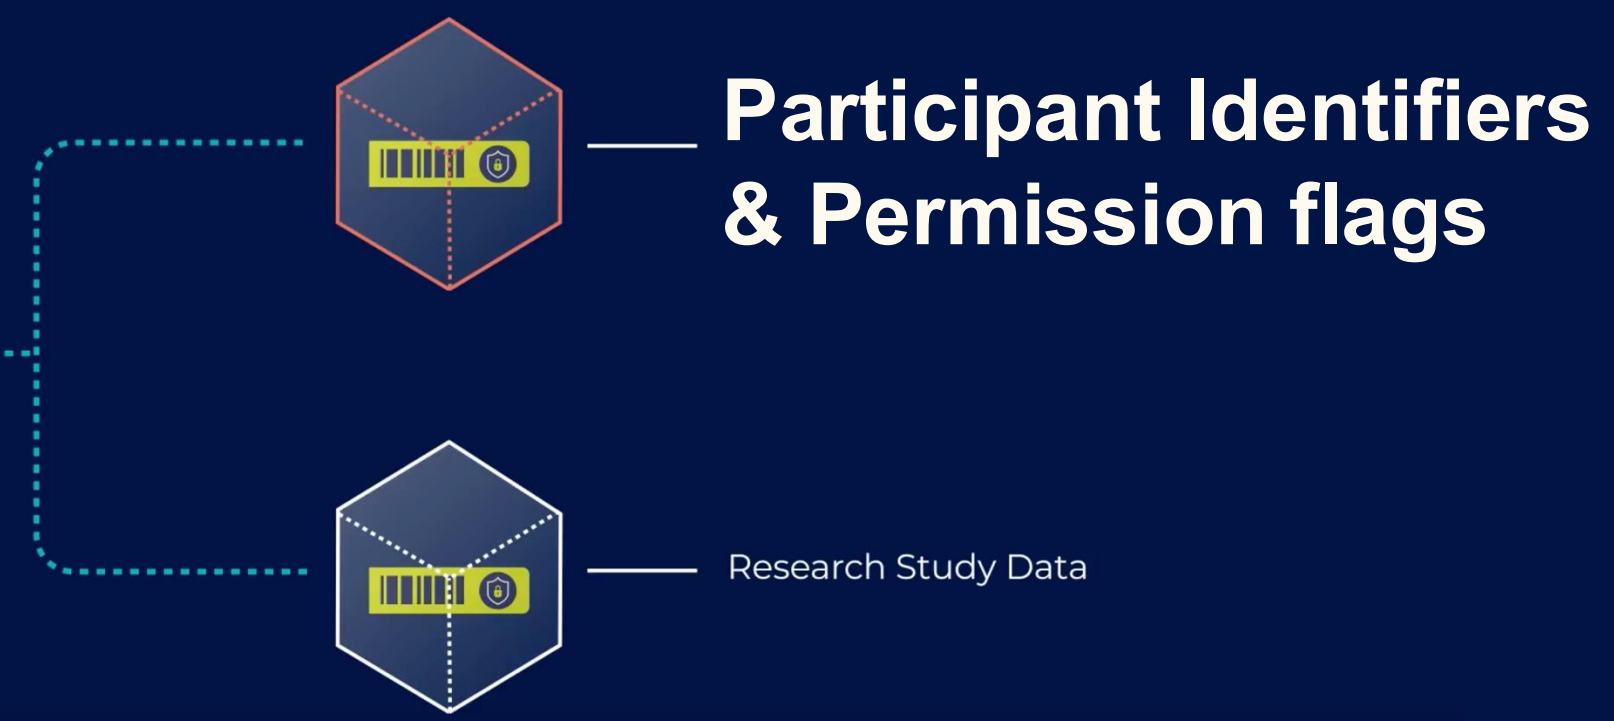 Participant Identifiers
& Permission flags
Research Study Data